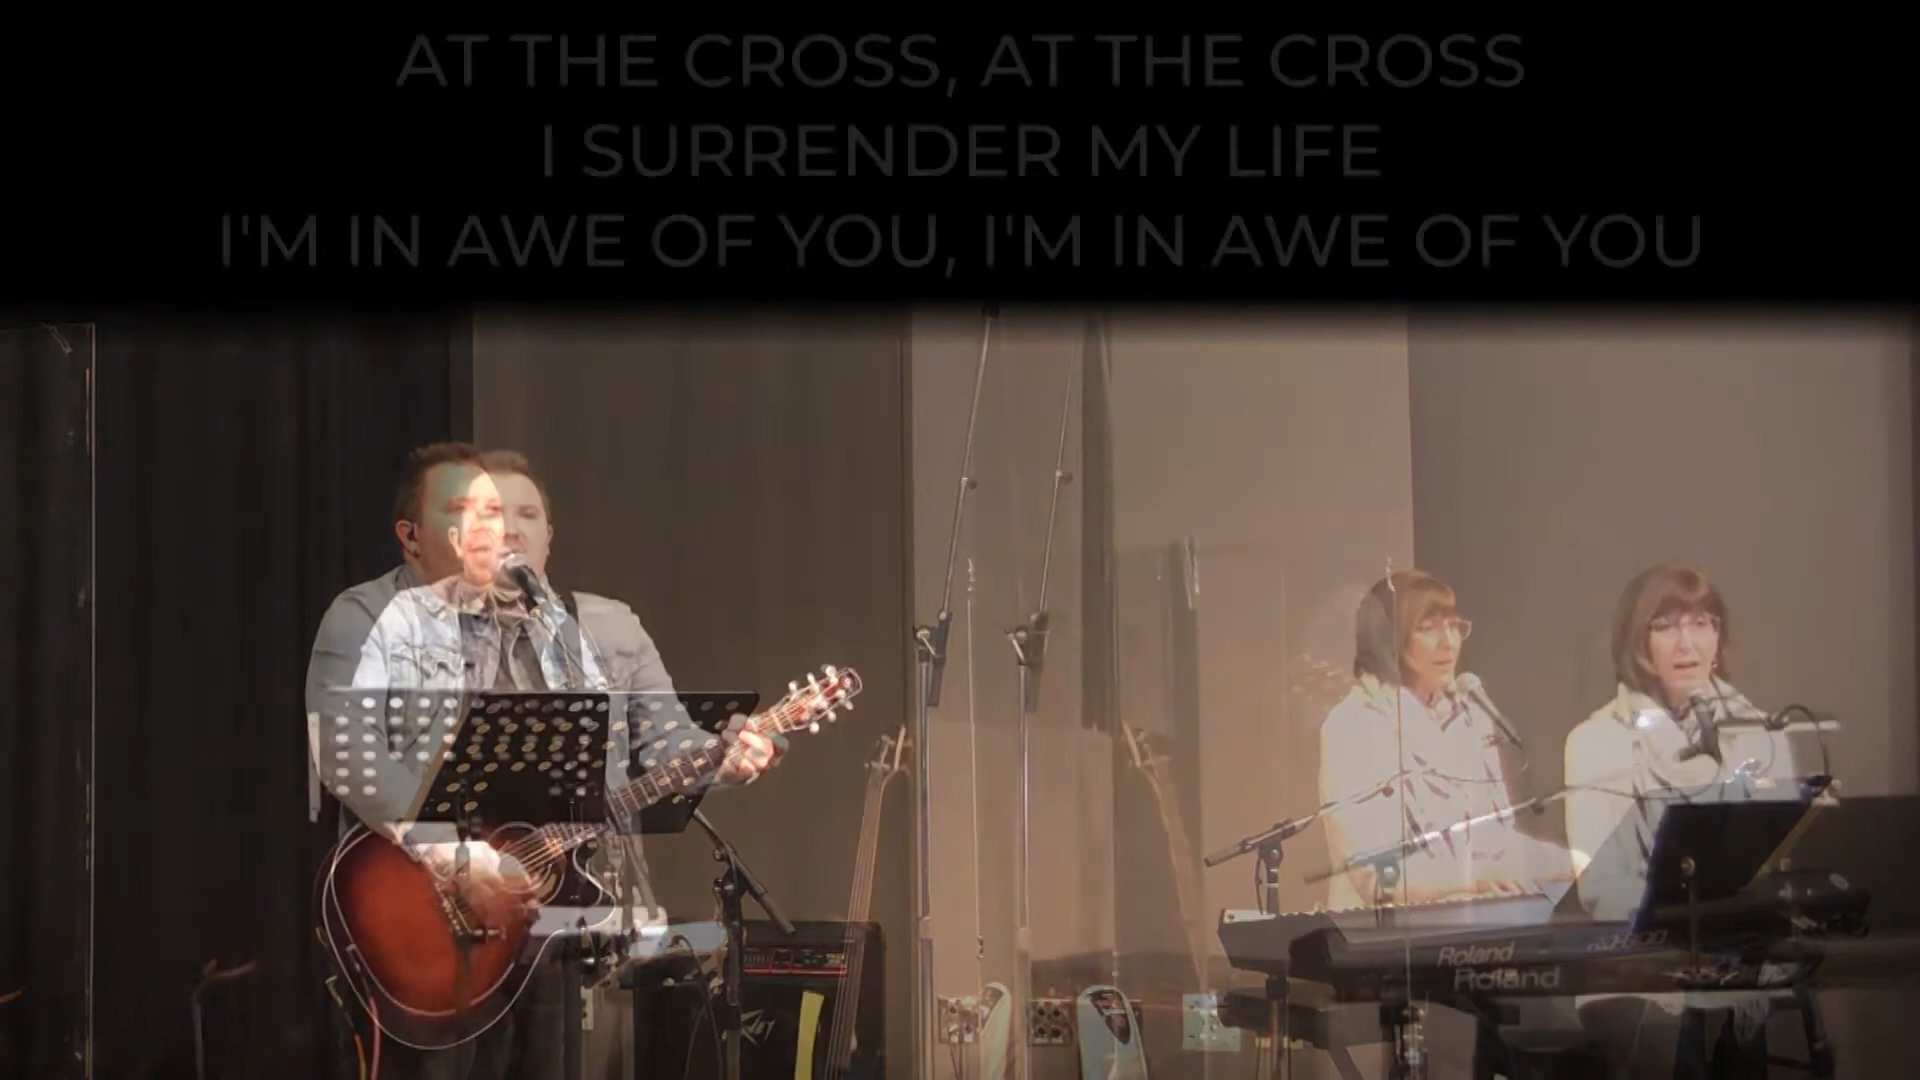 AT THE CROSS, AT THE CROSS
I SURRENDER MY LIFE
I'M IN AWE OF YOU, I'M IN AWE OF YOU
Roland
Roland